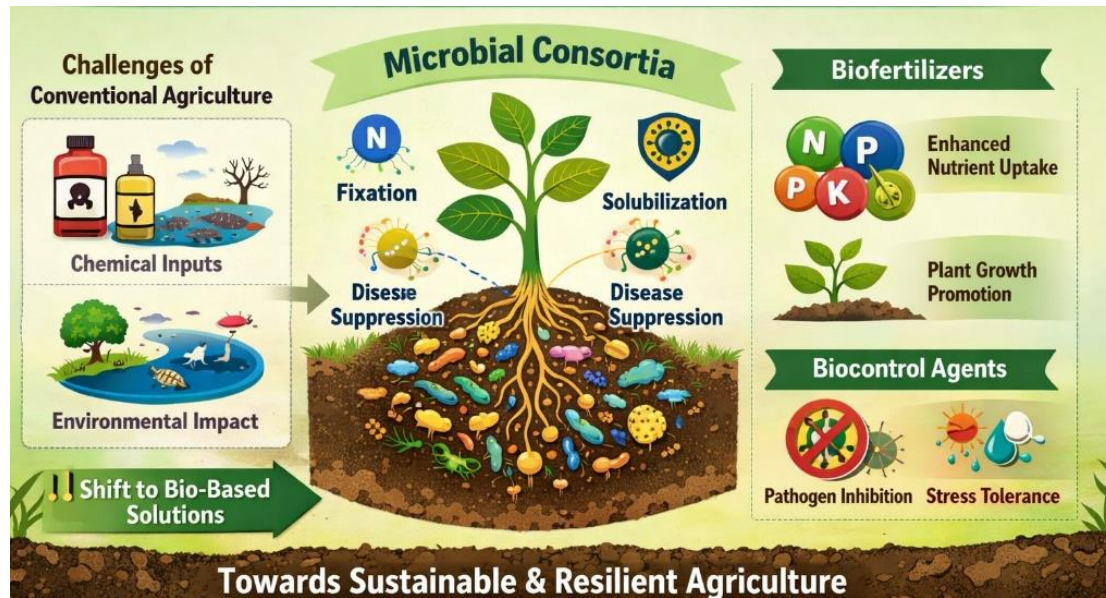 Challenges of
Conventional Agriculture
Chemical Inputs
Environmental Impact
!! Shift to Bio-Based
Solutions
Microbial Consortia
N
Fixation
Solubilization
Disesre
Suppression
Disease
Suppression
Biofertilizers
N P
P K
Enhanced
Nutrient Uptake
Plant Growth
Promotion
Biocontrol Agents
Pathogen Inhibition
Stress Tolerance
Towards Sustainable & Resilient Agriculture